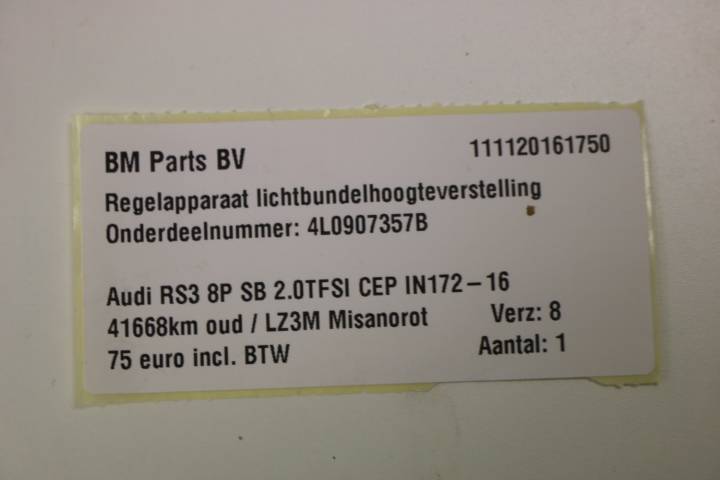 BM Parts BV 111120161750
Regelapparaat lichtbundelhoogteverstelling
Onderdeelnummer: 4L0907357B
Audi RS3 8P SB 2.0TFSI CEP IN172-16
41668km oud / LZ3M Misanorot Verz: 8
75 euro incl. BTW Aantal: 1